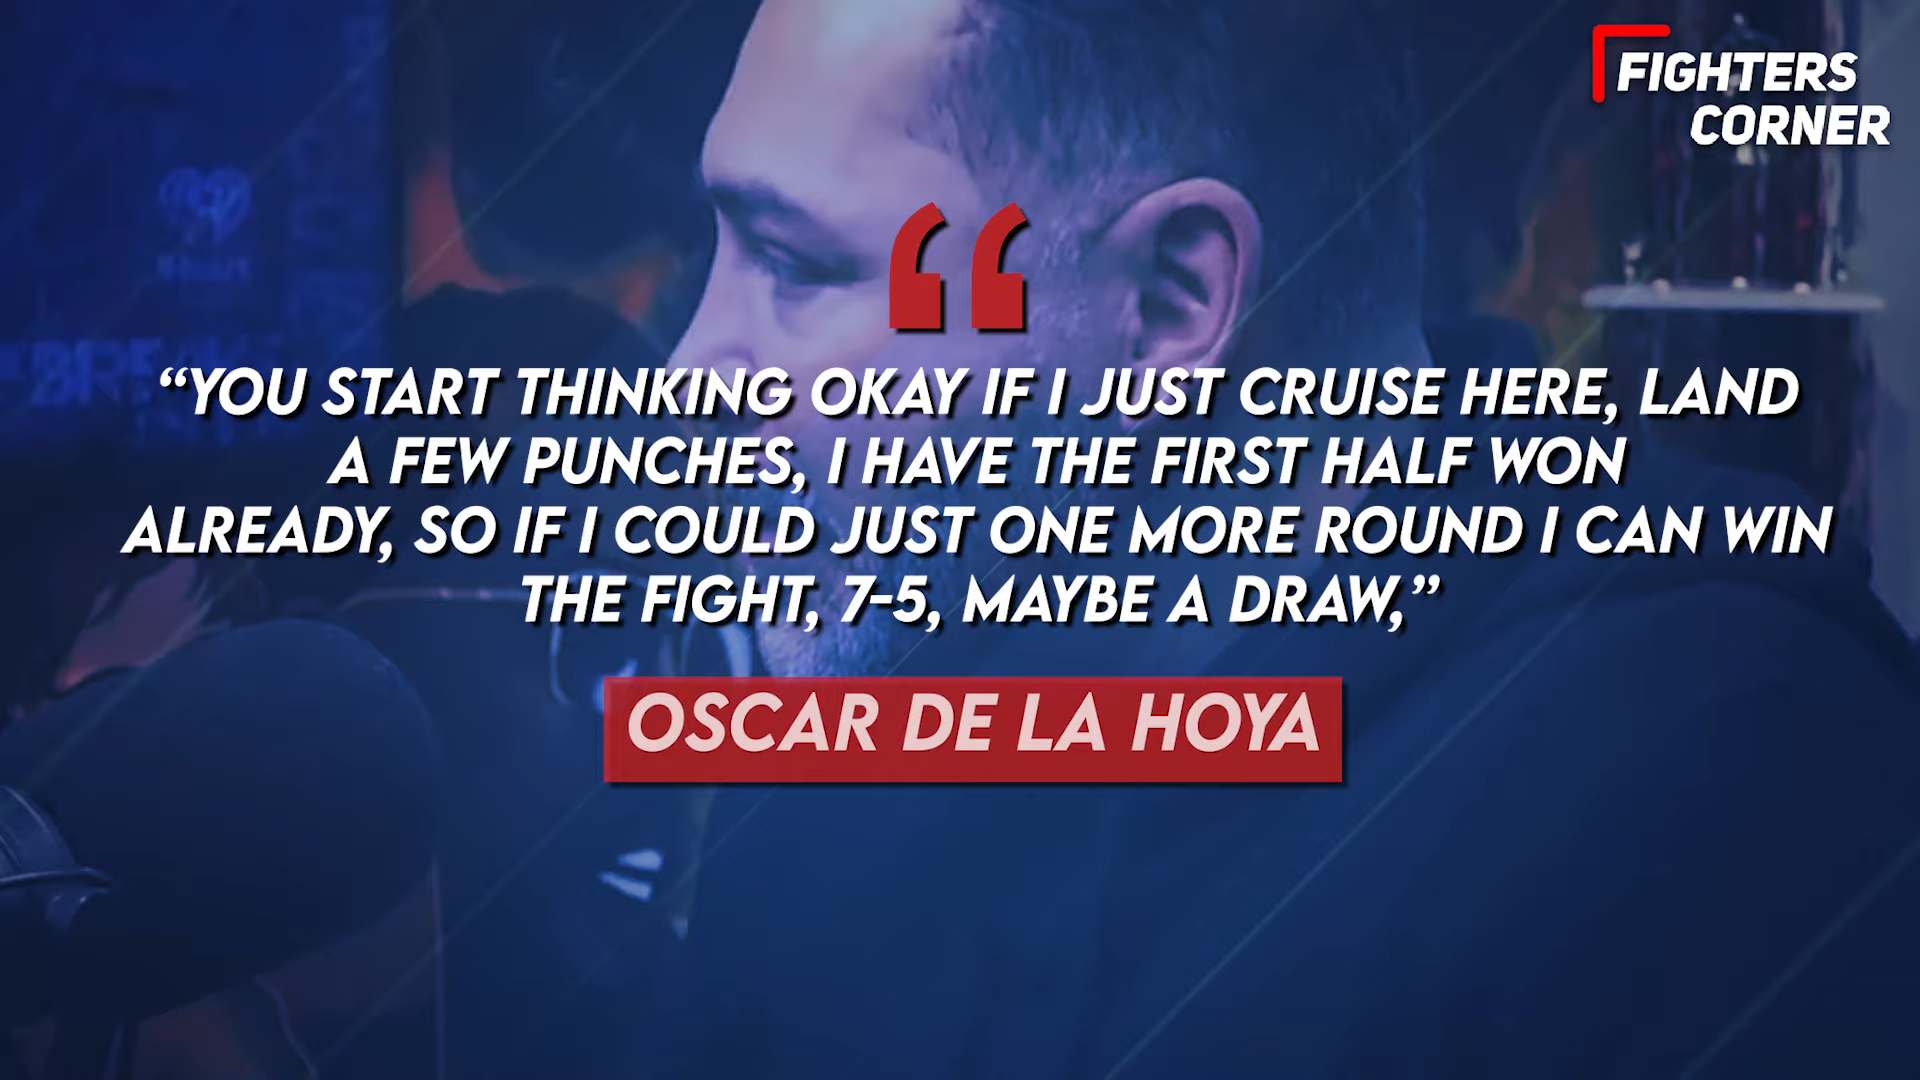 FIGHTERS
CORNER
“YOU START THINKING OKAY IF I JUST CRUISE HERE, LAND
A FEW PUNCHES, I HAVE THE FIRST HALF WON
ALREADY, SO IF I COULD JUST ONE MORE ROUND I CAN WIN
THE FIGHT, 7-5, MAYBE A DRAW,”
OSCAR DE LA HOYA